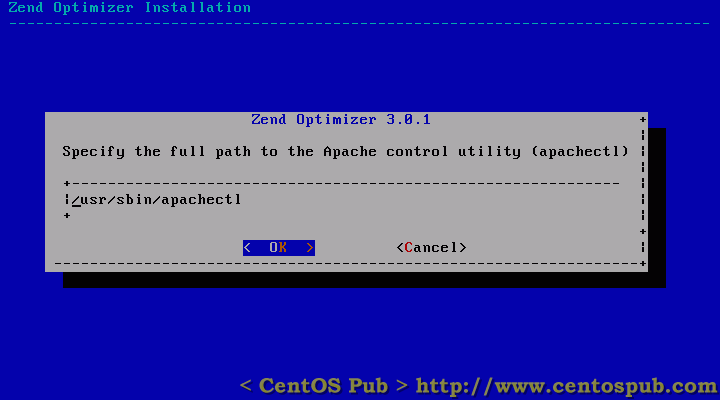 Zend Optimizer Installation
Zend Optimizer 3.0.1
Specify the full path to the Apache control utility (apachectl)
/usr/sbin/apachectl
< OK > <Cancel>
< CentOS Pub > http://www.centospub.com